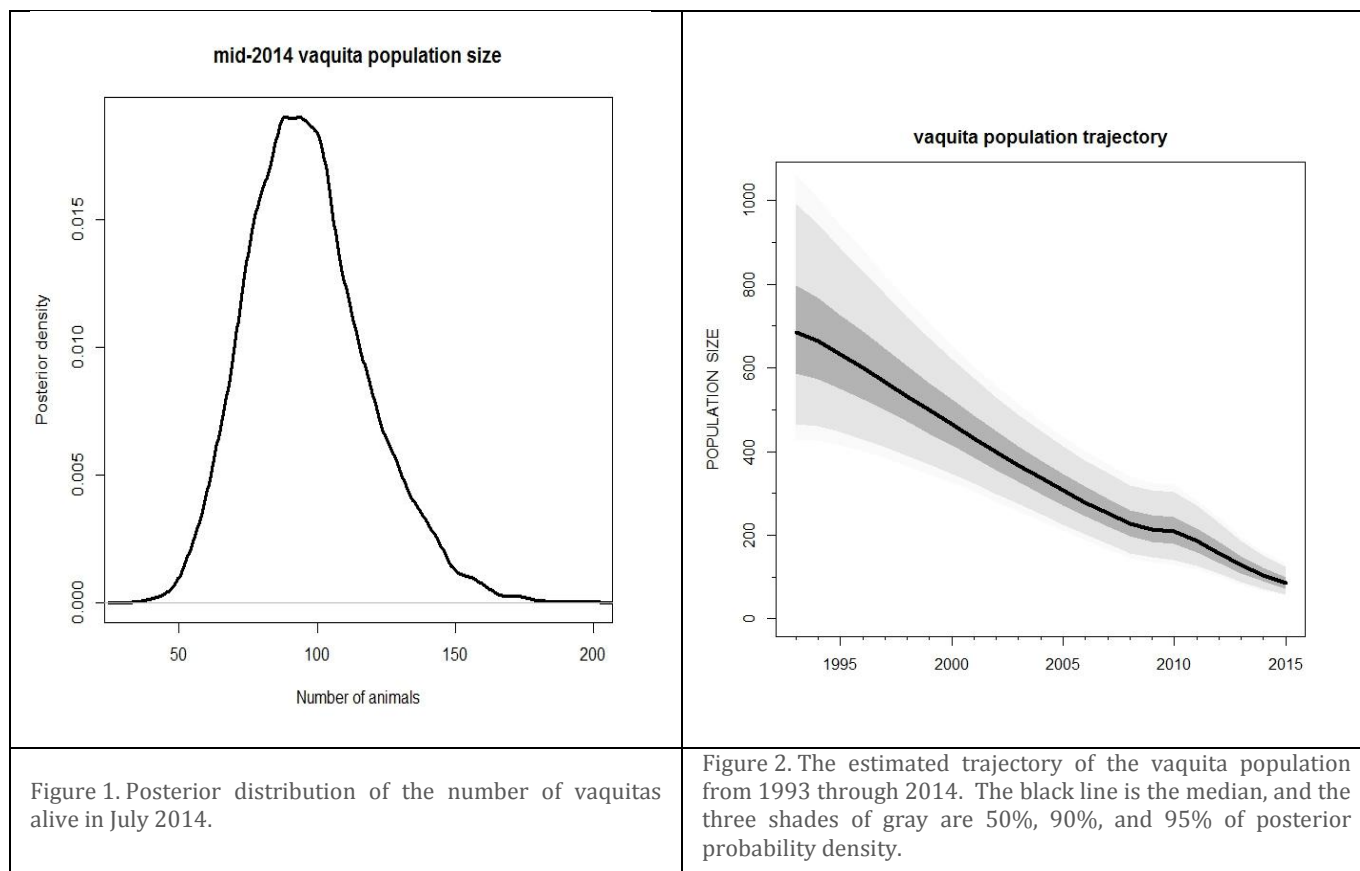 mid-2014 vaquita population size
Posterior density
0.000
0.005
0.010
0.015
50
100
150
200
Number of animals
vaquita population trajectory
POPULATION SIZE
0
200
400
600
800
1000
1995
2000
2005
2010
2015
Figure 1. Posterior distribution of the number of vaquitas
alive in July 2014.
Figure 2. The estimated trajectory of the vaquita population
from 1993 through 2014. The black line is the median, and the
three shades of gray are 50%, 90%, and 95% of posterior
probability density.